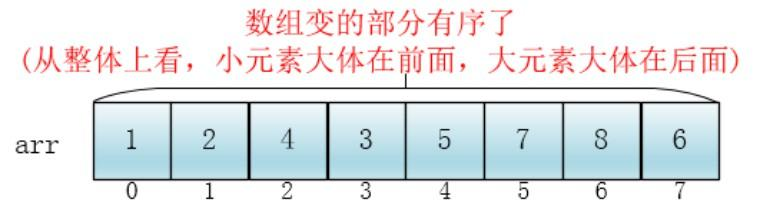 数组变的部分有序了
(从整体上看，小元素大体在前面，大元素大体在后面)
arr 1 2 4 3 5 7 8 6
0 1 2 3 4 5 6 7